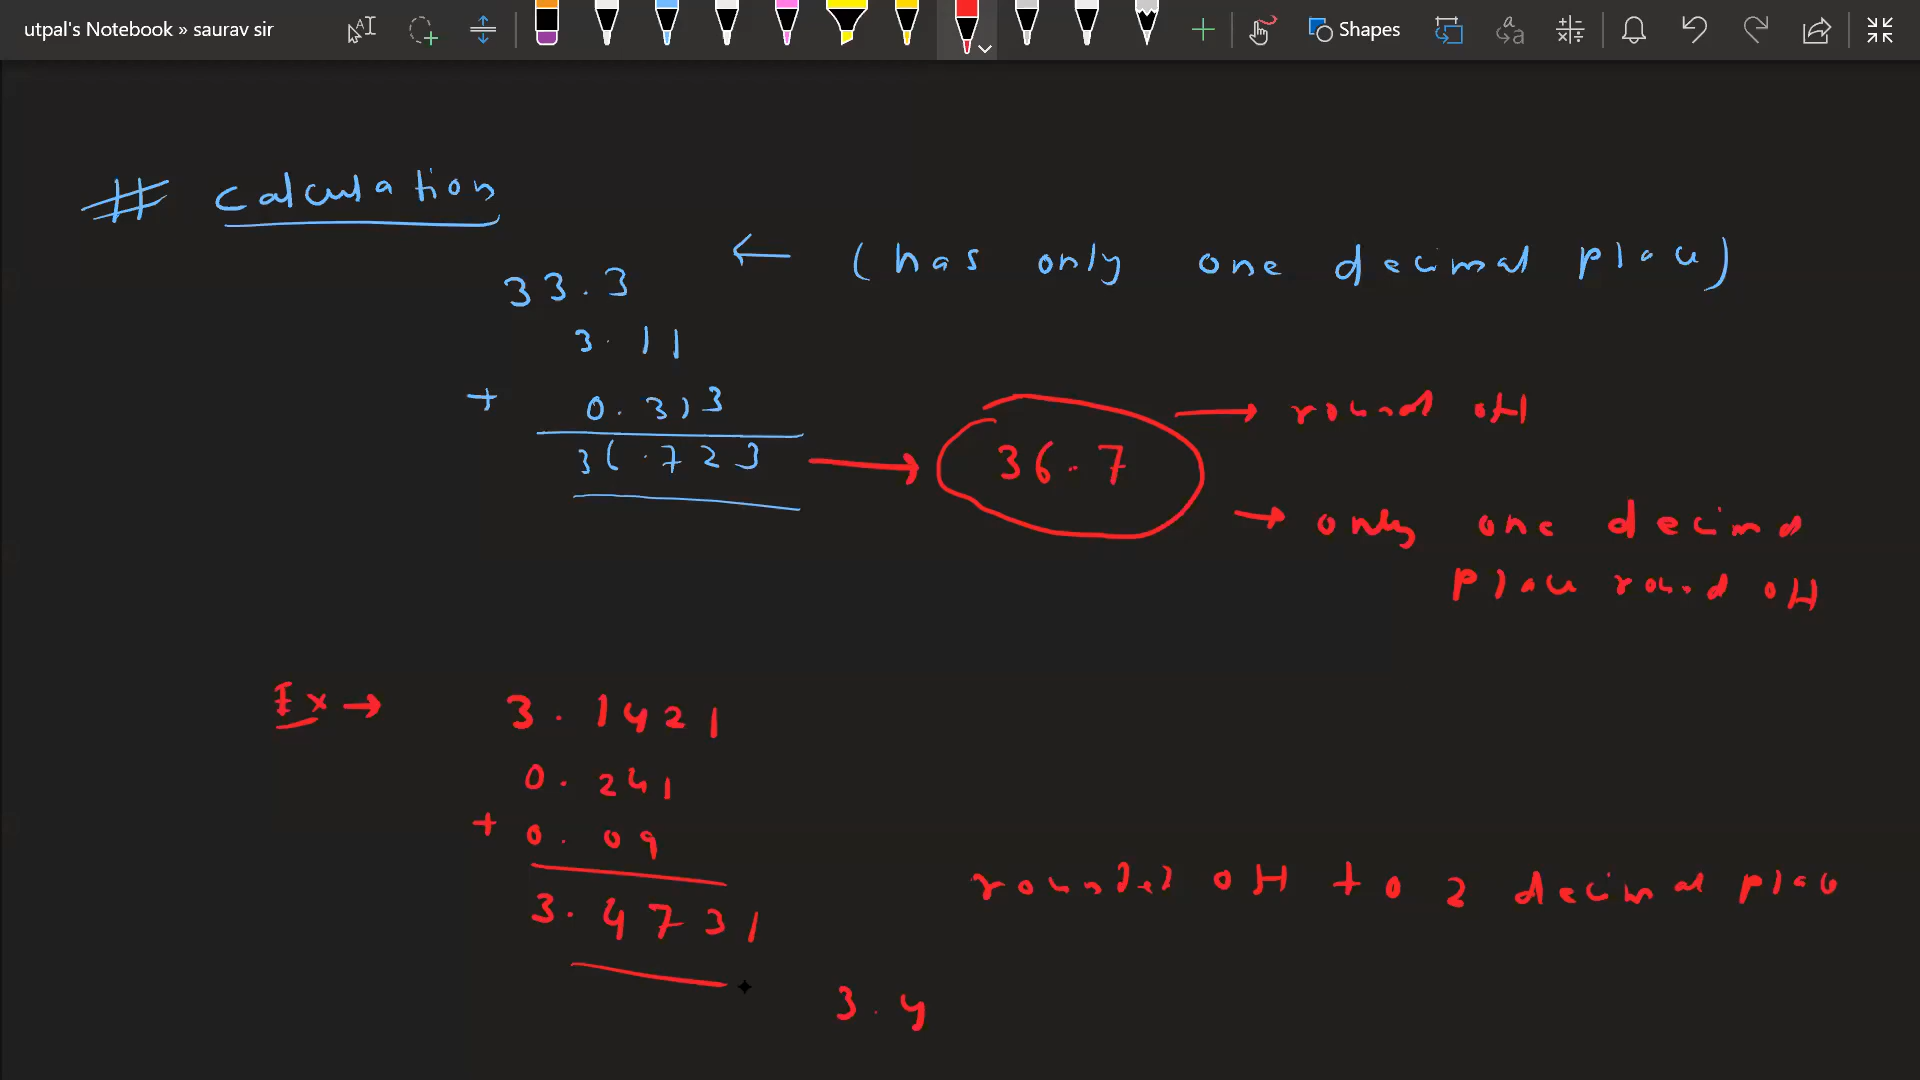 utpal's Notebook » saurav sir
Shapes
# Calculation
33.3 ← (has only one decimal place)
3.11
+ 0.313
36.723 → 36.7 → round off
→ only one decimal
place round off
Ex → 3.1421
0.241
+ 0.09
3.4731
rounded off to 2 decimal place
3.4